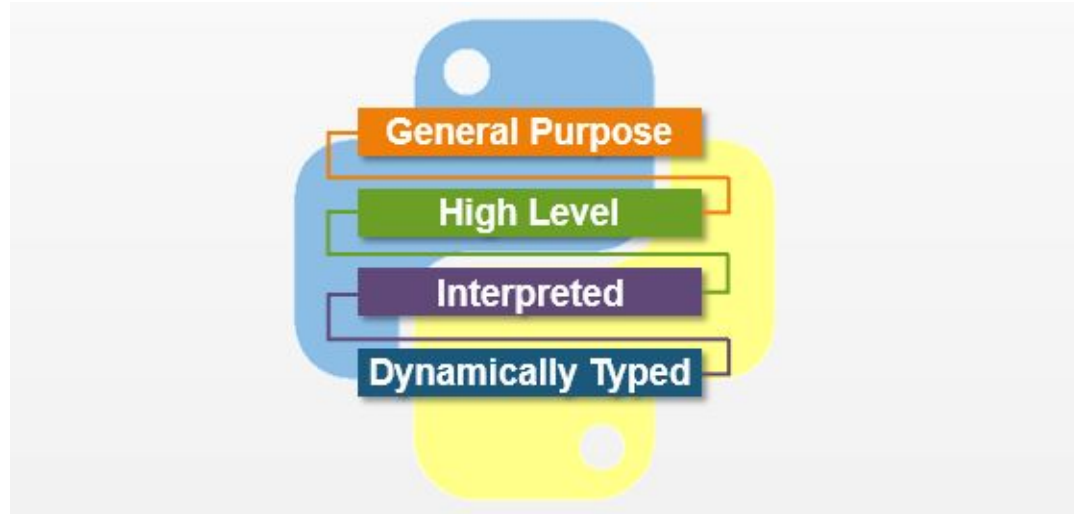 General Purpose
High Level
Interpreted
Dynamically Typed